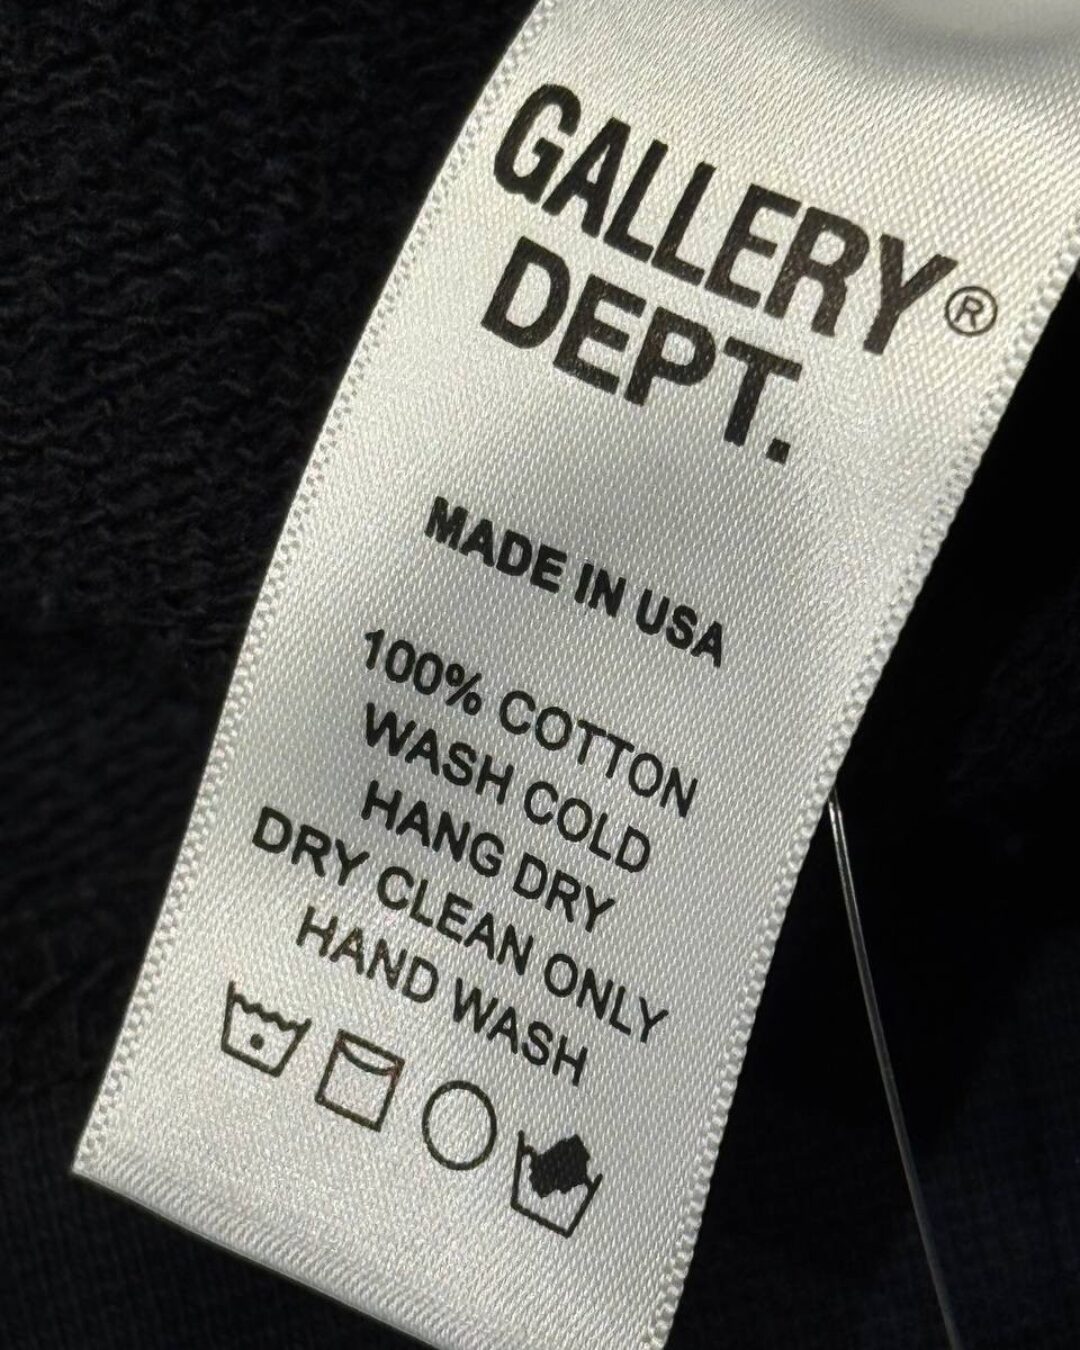 GALLERY®
DEPT.
MADE IN USA
100% COTTON
WASH COLD
HANG DRY
DRY CLEAN ONLY
HAND WASH